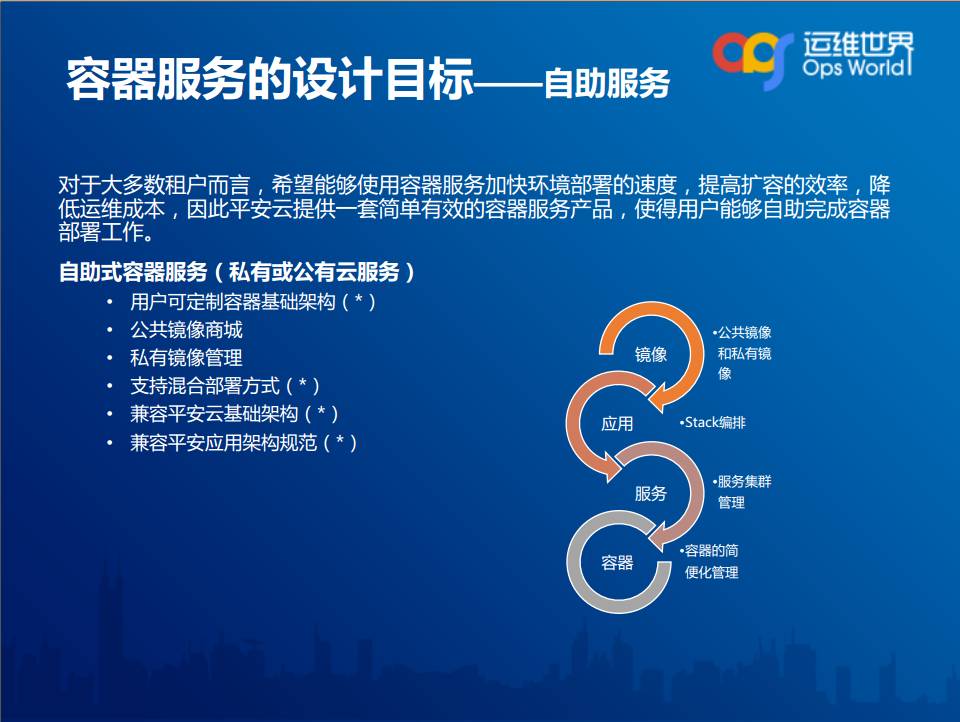 容器服务的设计目标——自助服务
运维世界
Ops World
对于大多数租户而言，希望能够使用容器服务加快环境部署的速度，提高扩容的效率，降
低运维成本，因此平安云提供一套简单有效的容器服务产品，使得用户能够自助完成容器
部署工作。
自助式容器服务（私有或公有云服务）
• 用户可定制容器基础架构（*）
• 公共镜像商城
• 私有镜像管理
• 支持混合部署方式（*）
• 兼容平安云基础架构（*）
• 兼容平安应用架构规范（*）
镜像
•公共镜像
和私有镜
像
应用
•Stack编排
服务
•服务集群
管理
容器
•容器的简
便化管理